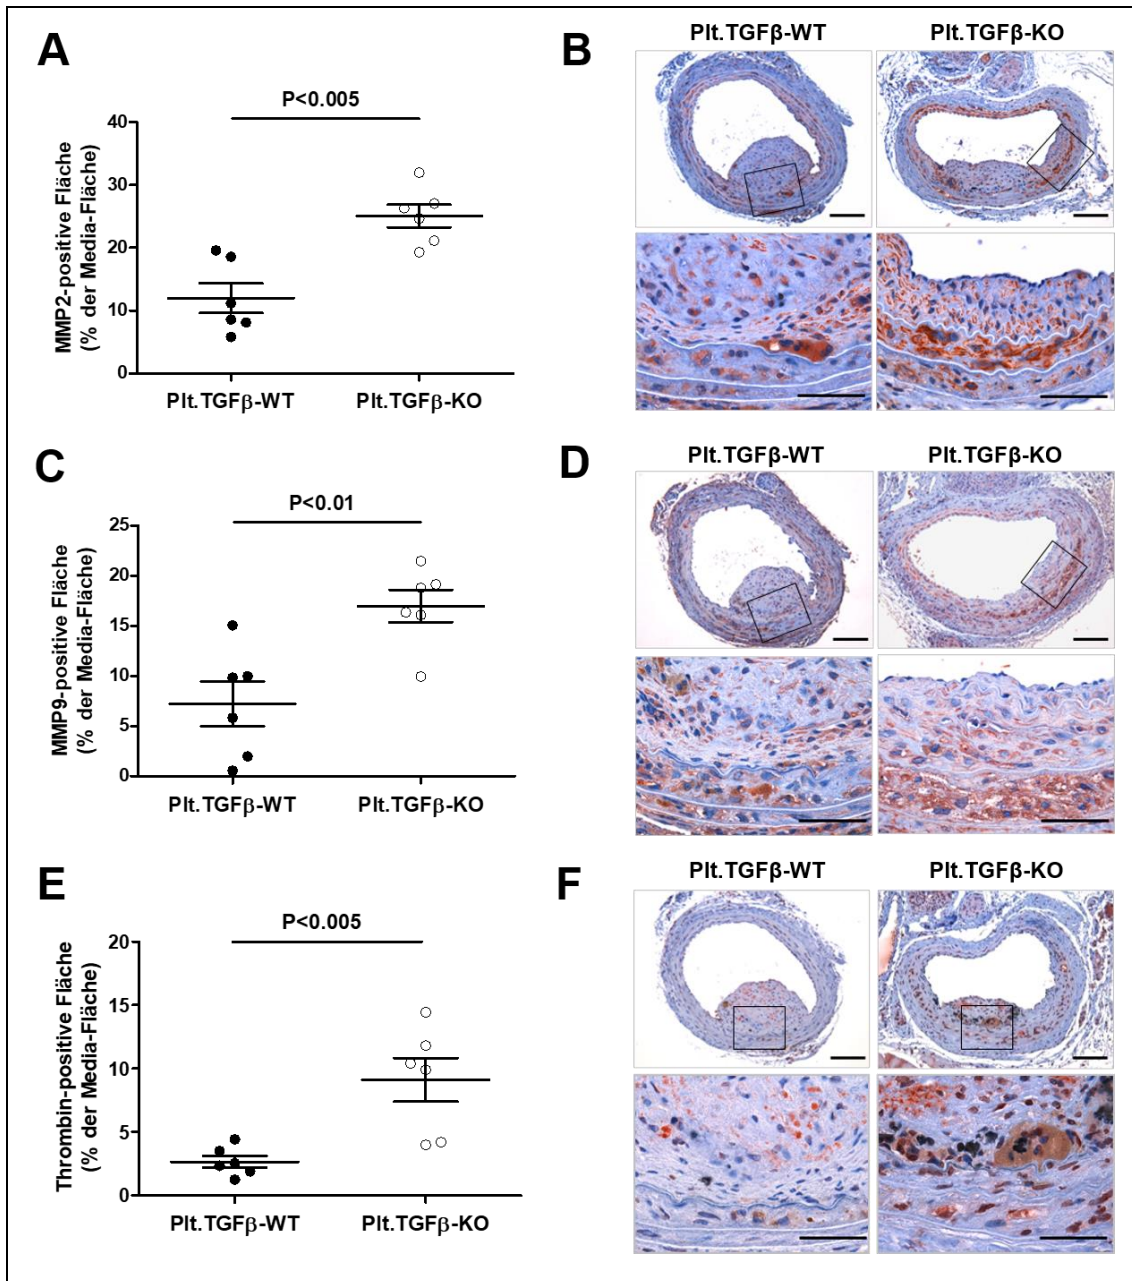 A
P<0.005
MMP2-positive Fläche
(% der Media-Fläche)
40
30
20
10
0
Plt.TGFβ-WT
Plt.TGFβ-KO
B
Plt.TGFβ-WT
Plt.TGFβ-KO
C
P<0.01
MMP9-positive Fläche
(% der Media-Fläche)
25
20
15
10
5
0
Plt.TGFβ-WT
Plt.TGFβ-KO
D
Plt.TGFβ-WT
Plt.TGFβ-KO
E
P<0.005
Thrombin-positive Fläche
(% der Media-Fläche)
20
15
10
5
0
Plt.TGFβ-WT
Plt.TGFβ-KO
F
Plt.TGFβ-WT
Plt.TGFβ-KO